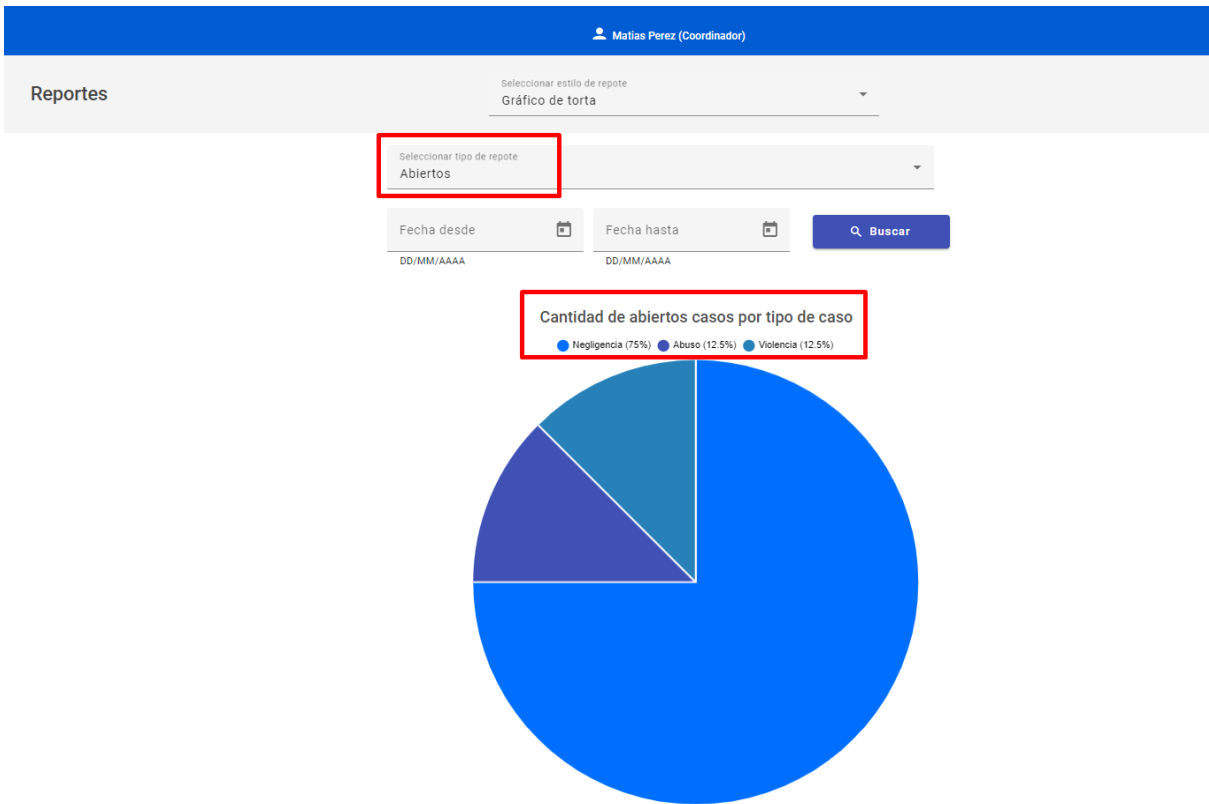 Matias Perez (Coordinador)
Reportes
Seleccionar estilo de repote
Gráfico de torta
Seleccionar tipo de repote
Abiertos
Fecha desde
Fecha hasta
Buscar
DD/MM/AAAA
DD/MM/AAAA
Cantidad de abiertos casos por tipo de caso
Negligencia (75%) Abuso (12.5%) Violencia (12.5%)